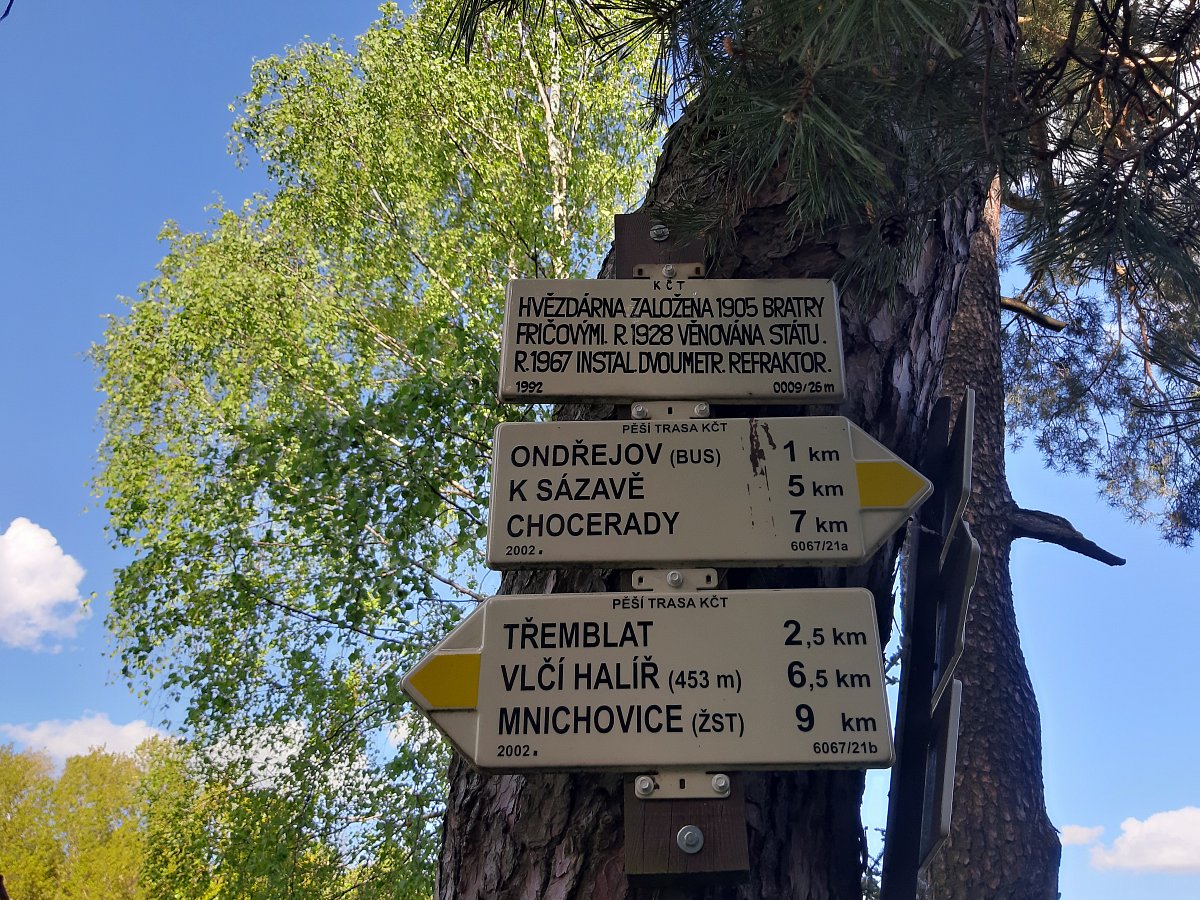 KČT
HVĚZDÁRNA ZALOŽENA 1905 BRATRY
FRIČOVÝMI. R.1928 VĚNOVÁNA STÁTU.
R.1967 INSTAL.DVOUMETR. REFRAKTOR.
1992 0009/26m
PĚŠÍ TRASA KČT
ONDŘEJOV (BUS) 1 km
K SÁZAVĚ 5 km
CHOCERADY 7 km
2002. 6067/21a
PĚŠÍ TRASA KČT
TŘEMBLAT 2,5 km
VLČÍ HALÍŘ (453 m) 6,5 km
MNICHOVICE (ŽST) 9 km
2002. 6067/21b